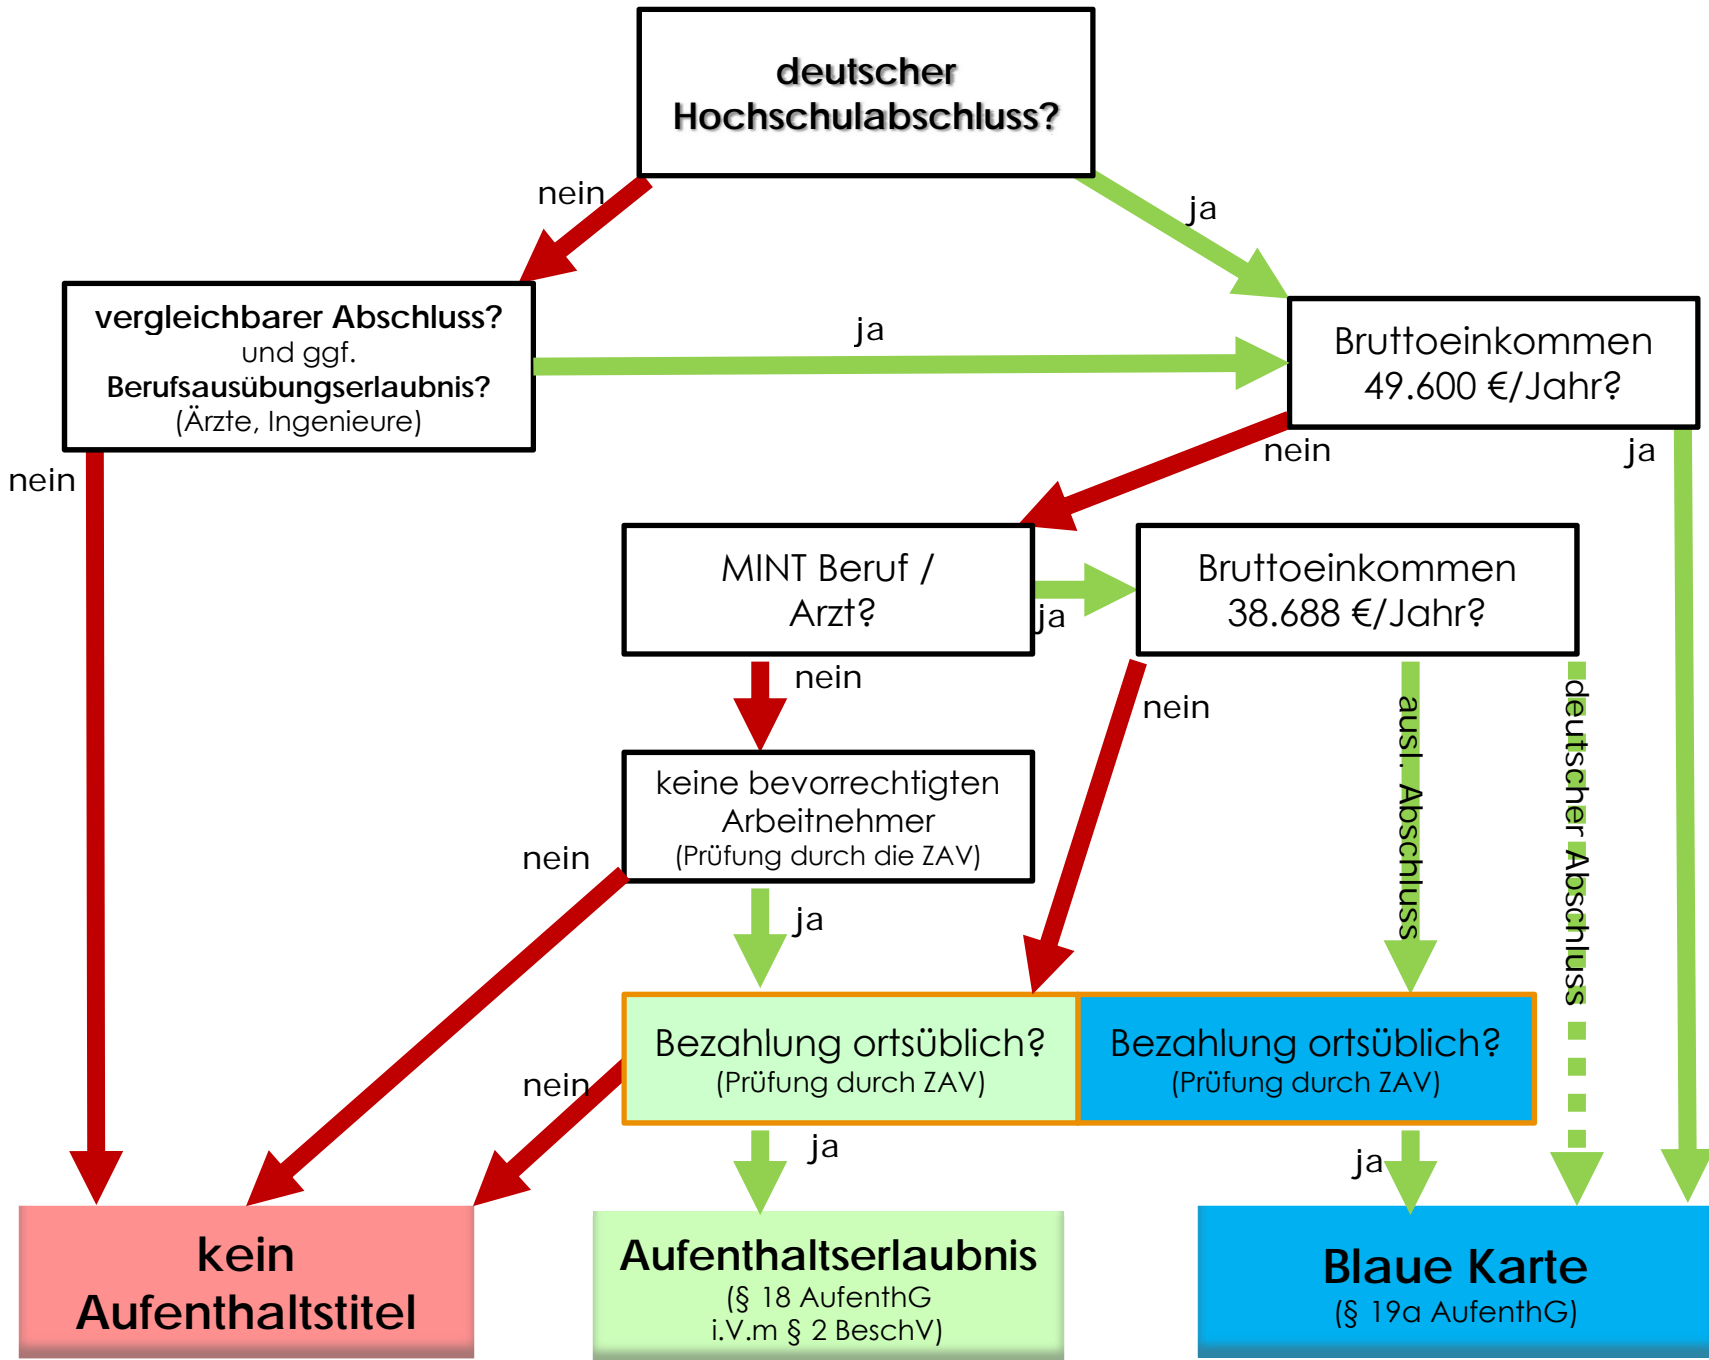 deutscher
Hochschulabschluss?
nein
ja
vergleichbarer Abschluss?
und ggf.
Berufsausübungserlaubnis?
(Ärzte, Ingenieure)
ja
Bruttoeinkommen
49.600 €/Jahr?
nein
nein
ja
MINT Beruf /
Arzt?
ja
Bruttoeinkommen
38.688 €/Jahr?
nein
nein
ausl. Abschluss
deutscher Abschluss
keine bevorrechtigten
Arbeitnehmer
(Prüfung durch die ZAV)
nein
ja
Bezahlung ortsüblich?
(Prüfung durch ZAV)
Bezahlung ortsüblich?
(Prüfung durch ZAV)
nein
ja
ja
kein
Aufenthaltstitel
Aufenthaltserlaubnis
(§ 18 AufenthG
i.V.m § 2 BeschV)
Blaue Karte
(§ 19a AufenthG)